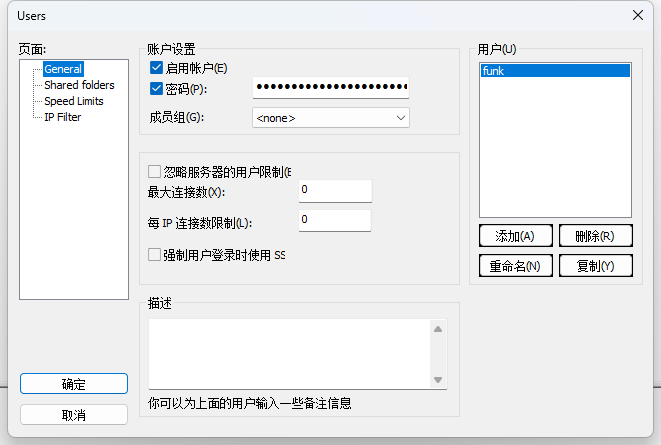 Users
页面:
General
Shared folders
Speed Limits
IP Filter
确定
取消
账户设置
启用帐户(E)
密码(P):
●●●●●●●●●●●●●●●●●●●●●●
成员组(G):
<none>
忽略服务器的用户限制(E
最大连接数(X):
0
每 IP 连接数限制(L):
0
强制用户登录时使用 SS
描述
你可以为上面的用户输入一些备注信息
用户(U)
funk
添加(A)
删除(R)
重命名(N)
复制(Y)